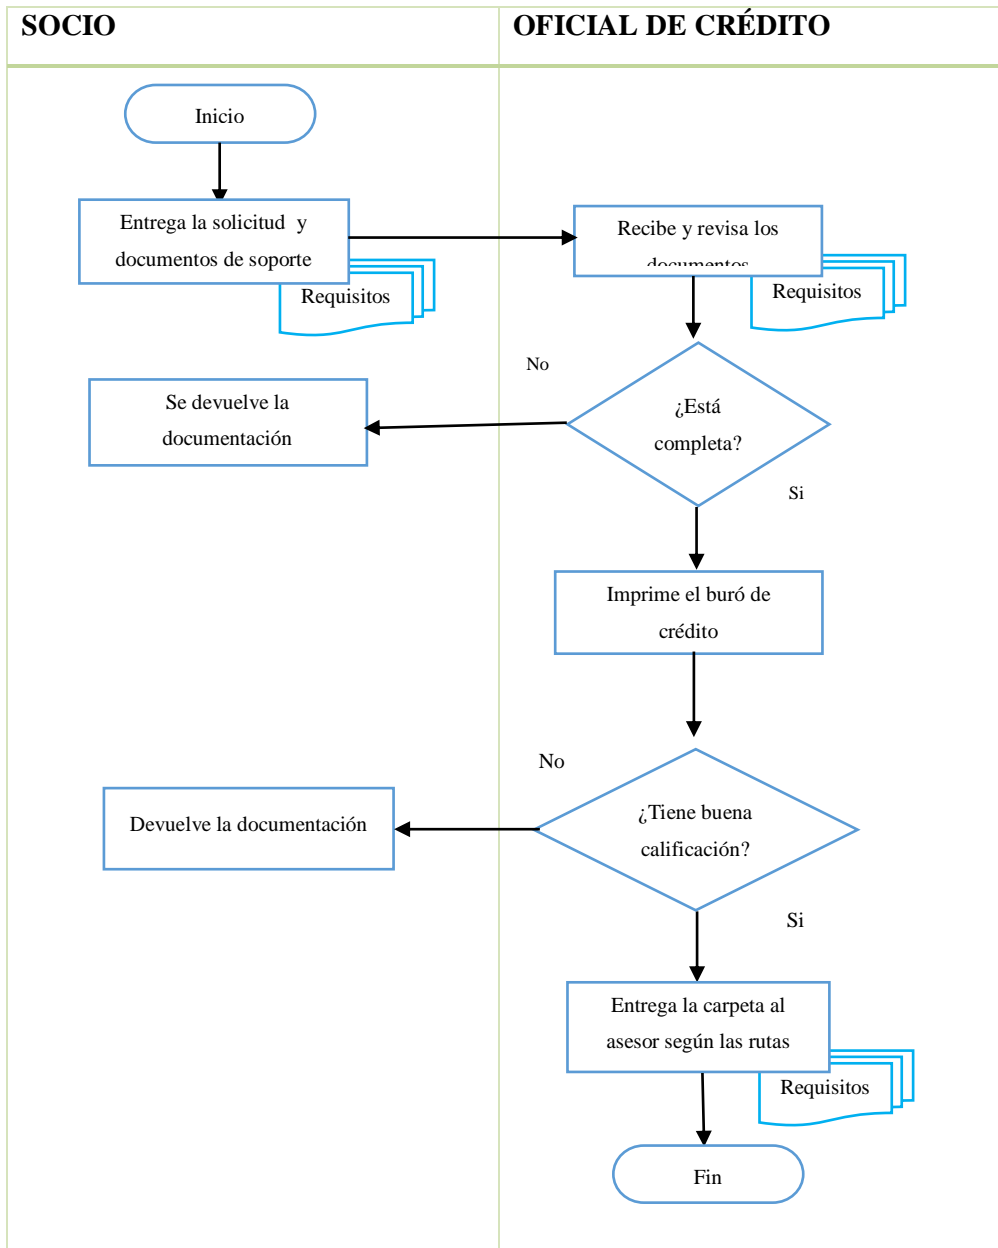 SOCIO
OFICIAL DE CRÉDITO
Inicio
Entrega la solicitud y
documentos de soporte
Requisitos
Recibe y revisa los
documentos
Requisitos
No
¿Está
completa?
Se devuelve la
documentación
Si
Imprime el buró de
crédito
No
¿Tiene buena
calificación?
Devuelve la documentación
Si
Entrega la carpeta al
asesor según las rutas
Requisitos
Fin